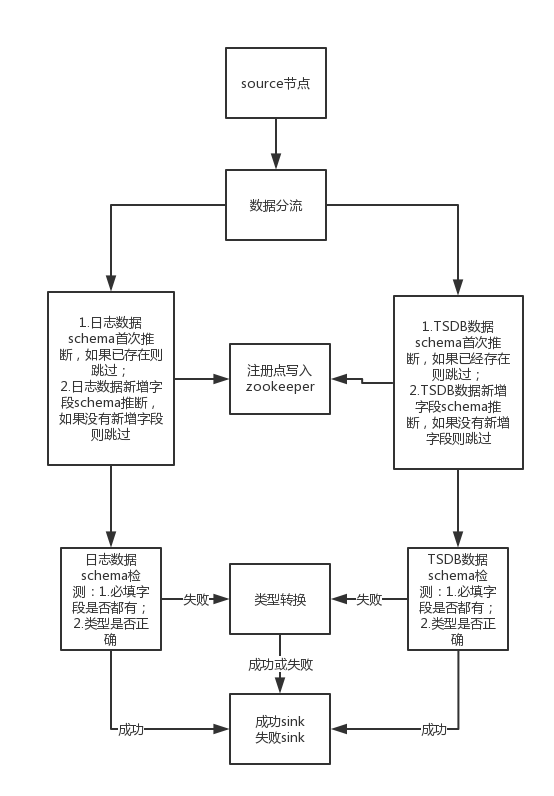 source节点
数据分流
1.日志数据
schema首次推
断，如果已存在则
跳过；
2.日志数据新增字
段schema推断，
如果没有新增字段
则跳过
注册点写入
zookeeper
1.TSDB数据
schema首次推
断，如果已经存在
则跳过；
2.TSDB数据新增
字段schema推
断，如果没有新增
字段则跳过
日志数据
schema检
测：1.必填字
段是否都有；
2.类型是否正
确
失败
类型转换
失败
TSDB数据
schema检
测：1.必填字
段是否都有；
2.类型是否正
确
成功或失败
成功
成功sink
失败sink
成功